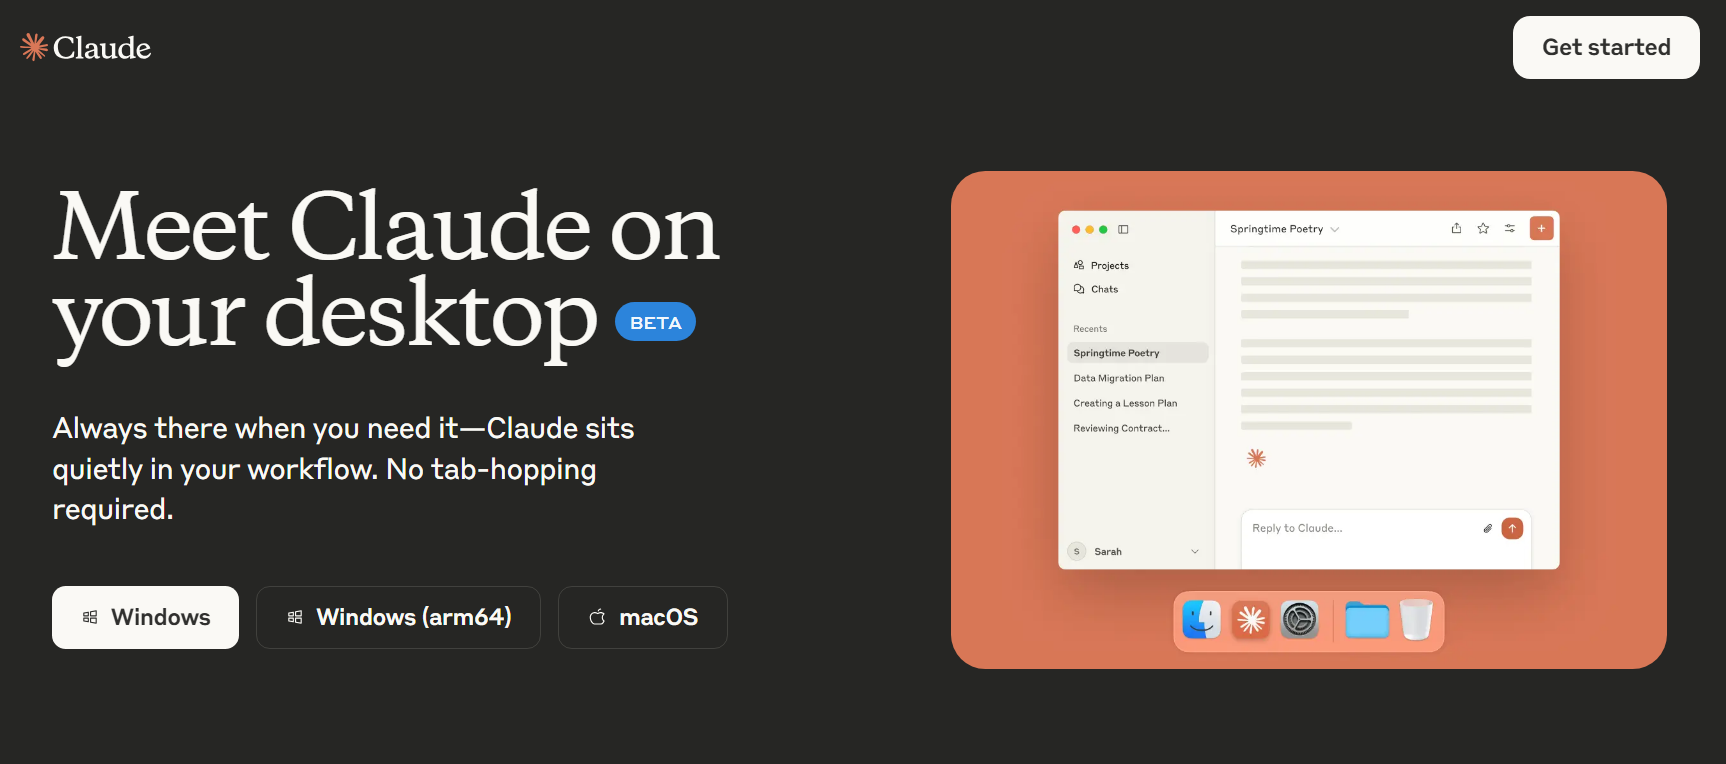 Claude
Get started
Meet Claude on
your desktop BETA
Always there when you need it—Claude sits
quietly in your workflow. No tab-hopping
required.
Windows
Windows (arm64)
macOS
Springtime Poetry
Projects
Chats
Recents
Springtime Poetry
Data Migration Plan
Creating a Lesson Plan
Reviewing Contract...
Reply to Claude...
S Sarah